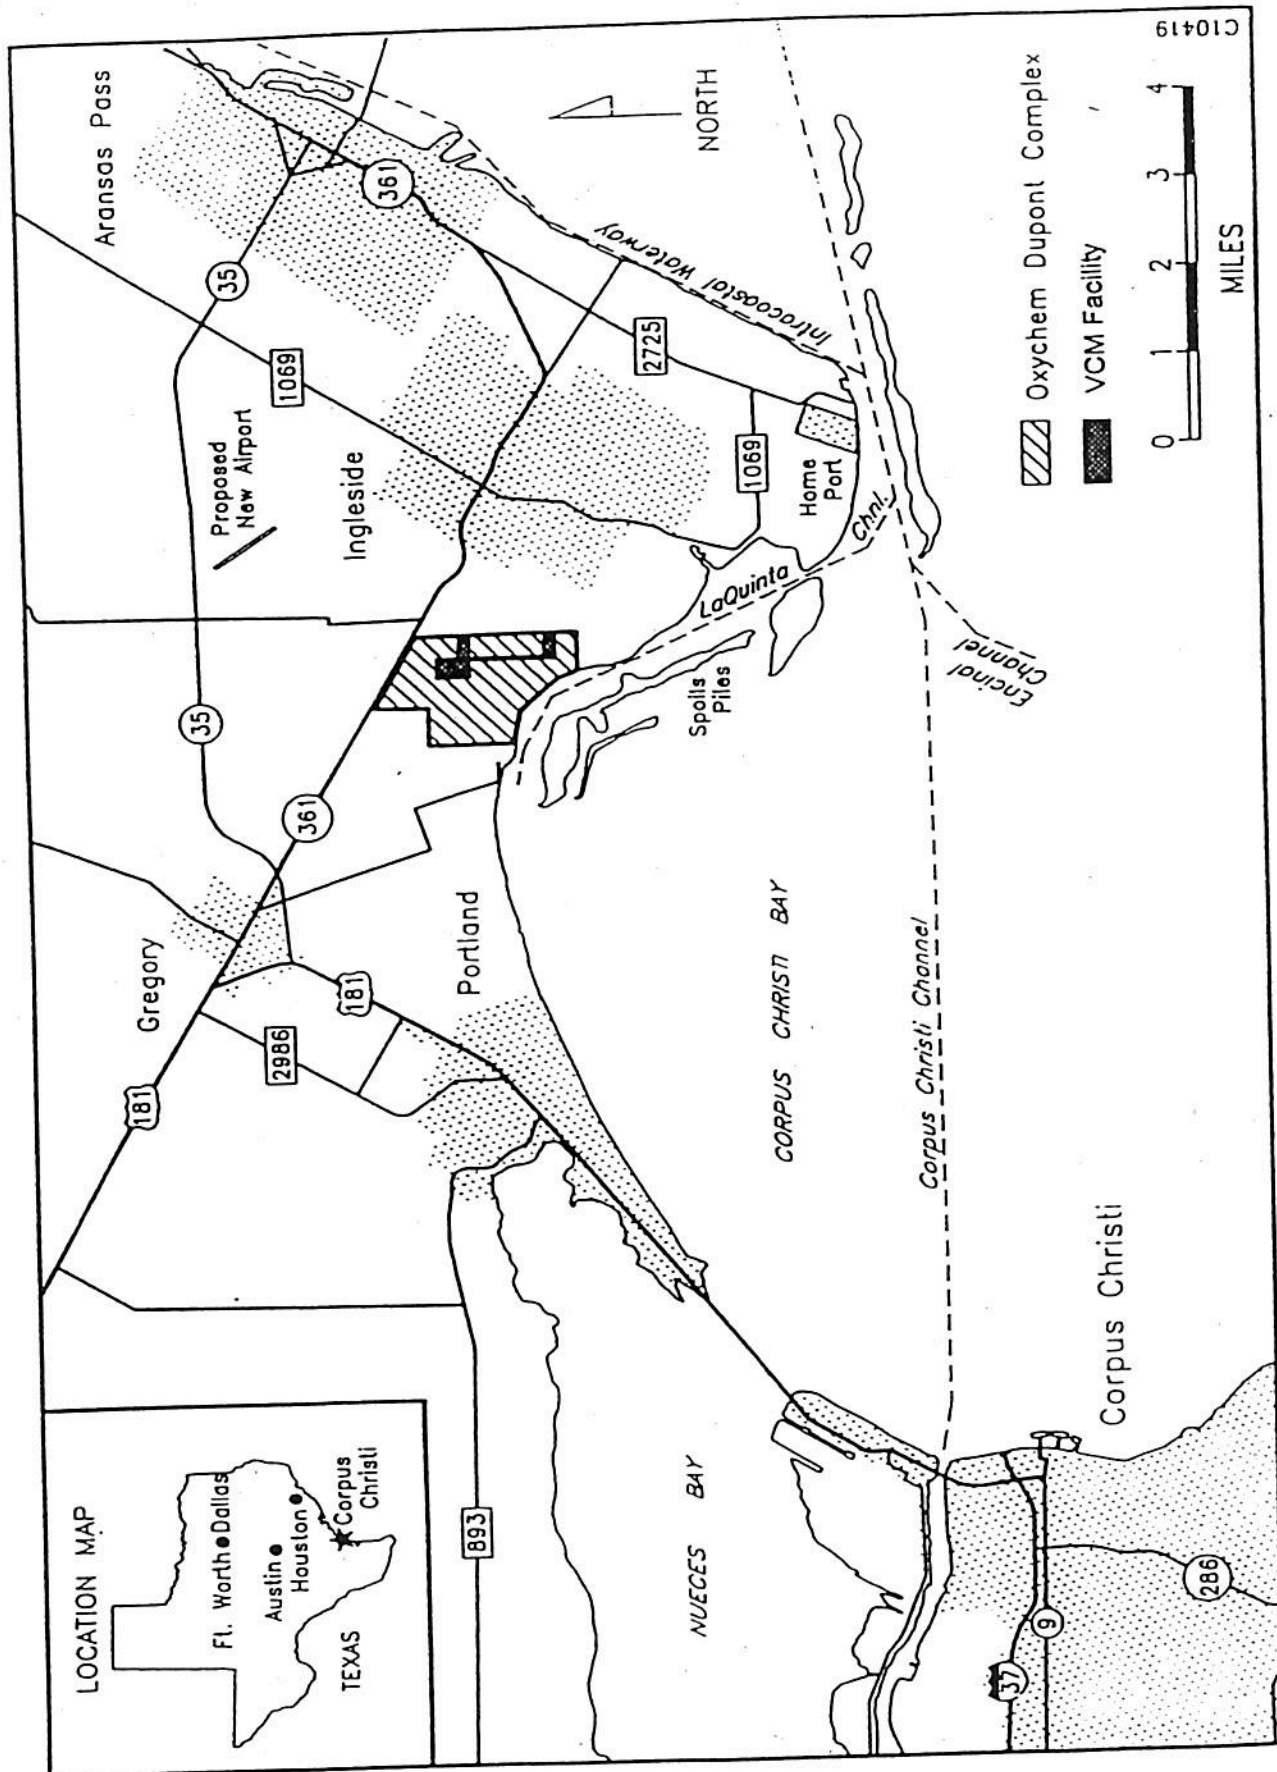 LOCATION MAP
Ft. Worth
Dallas
Austin
Houston
Corpus
Christi
TEXAS
Gregory
Aransas Pass
181
2986
181
35
361
35
1069
361
Proposed
New Airport
Ingleside
Portland
893
2725
1069
Home
Port
Intracoastal Waterway
LaQuinta
Chnl.
Spoils
Piles
Encinal
Channel
NUECES BAY
CORPUS CHRISTI BAY
Corpus Christi Channel
Corpus Christi
37
9
286
NORTH
Oxychem Dupont Complex
VCM Facility
0 1 2 3 4
MILES
C10419